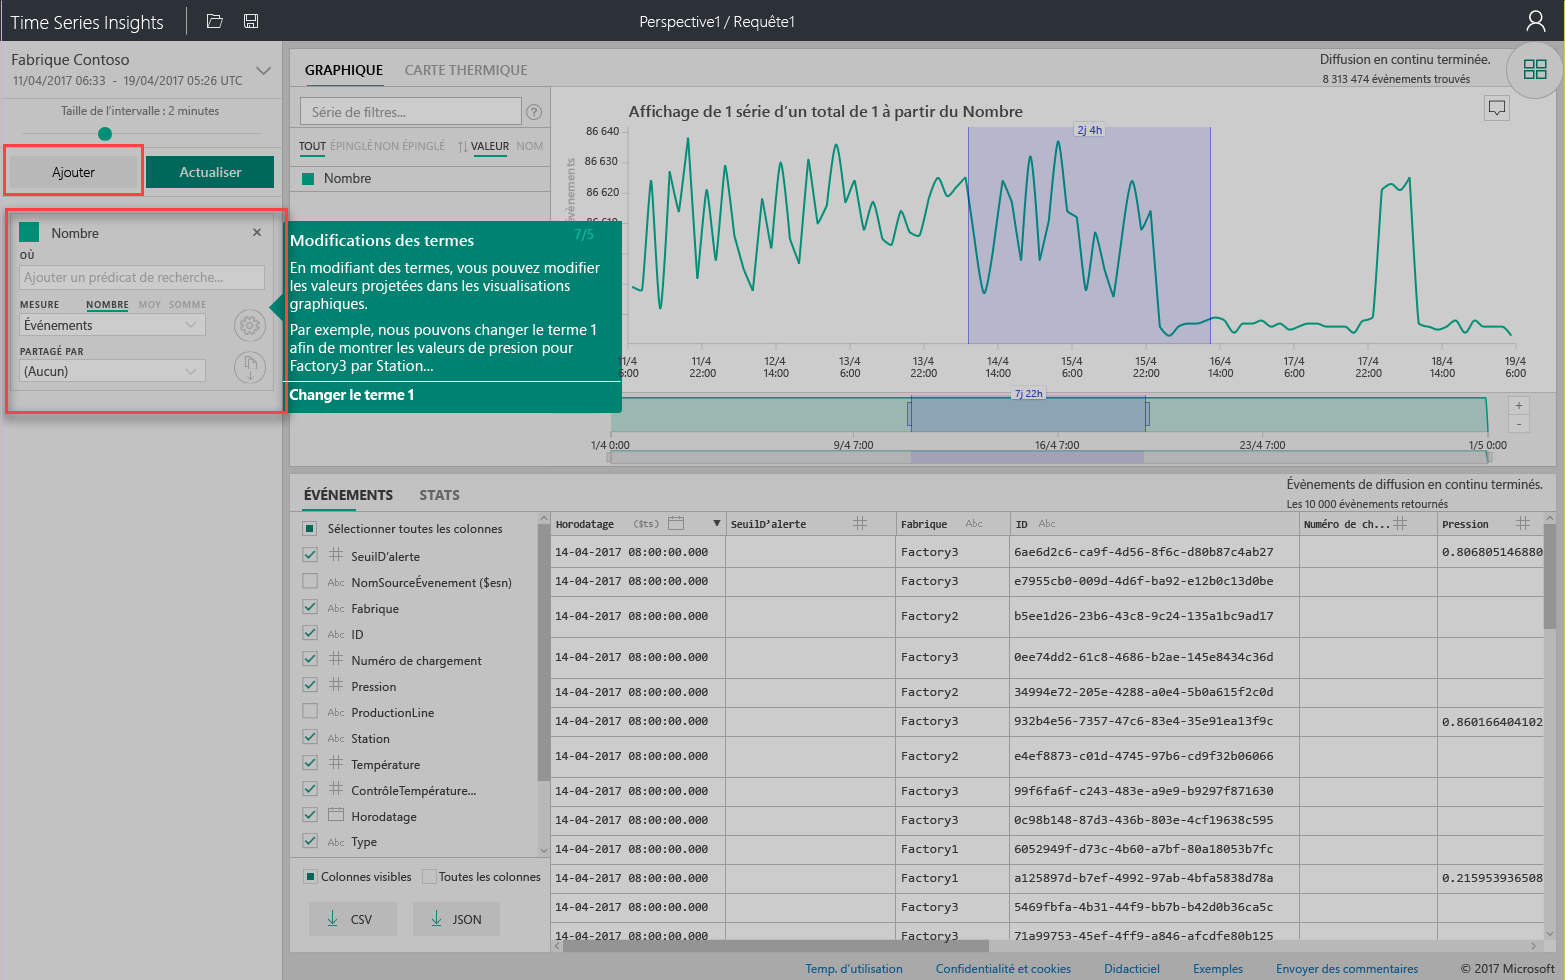 Time Series Insights
Perspective1 / Requête1
Fabrique Contoso
11/04/2017 06:33 - 19/04/2017 05:26 UTC
Taille de l'intervalle : 2 minutes
Ajouter
Actualiser
Nombre
×
OÙ
Ajouter un prédicat de recherche...
MESURE NOMBRE MOY SOMME
Événements
PARTAGÉ PAR
(Aucun)
Modifications des termes
7/5
En modifiant des termes, vous pouvez modifier
les valeurs projetées dans les visualisations
graphiques.
Par exemple, nous pouvons changer le terme 1
afin de montrer les valeurs de presion pour
Factory3 par Station...
Changer le terme 1
GRAPHIQUE CARTE THERMIQUE
Diffusion en continu terminée.
8 313 474 évènements trouvés
Série de filtres...
?
TOUT ÉPINGLÉ NON ÉPINGLÉ VALEUR NOM
Nombre
Affichage de 1 série d'un total de 1 à partir du Nombre
2j 4h
86 640
86 630
86 620
86 610
évènements
11/4 6:00
11/4 22:00
12/4 14:00
13/4 6:00
13/4 22:00
14/4 14:00
15/4 6:00
15/4 22:00
16/4 14:00
17/4 6:00
17/4 22:00
18/4 14:00
19/4 6:00
7j 22h
+
-
1/4 0:00
9/4 7:00
16/4 7:00
23/4 7:00
1/5 0:00
ÉVÉNEMENTS STATS
Évènements de diffusion en continu terminés.
Les 10 000 évènements retournés
Sélectionner toutes les colonnes
SeuilD'alerte
Abc NomSourceÉvenement ($esn)
Abc Fabrique
Abc ID
Numéro de chargement
Pression
Abc ProductionLine
Abc Station
Température
ContrôleTempérature...
Horodatage
Abc Type
Colonnes visibles
Toutes les colonnes
CSV
JSON
Horodatage ($ts) SeuilD'alerte Fabrique Abc ID Abc Numéro de ch... Pression
14-04-2017 08:00:00.000 Factory3 6ae6d2c6-ca9f-4d56-8f6c-d80b87c4ab27 0.806805146880
14-04-2017 08:00:00.000 Factory3 e7955cb0-009d-4d6f-ba92-e12b0c13d0be
14-04-2017 08:00:00.000 Factory2 b5ee1d26-23b6-43c8-9c24-135a1bc9ad17
14-04-2017 08:00:00.000 Factory3 0ee74dd2-61c8-4686-b2ae-145e8434c36d
14-04-2017 08:00:00.000 Factory2 34994e72-205e-4288-a0e4-5b0a615f2c0d
14-04-2017 08:00:00.000 Factory3 932b4e56-7357-47c6-83e4-35e91ea13f9c 0.860166404102
14-04-2017 08:00:00.000 Factory2 e4ef8873-c01d-4745-97b6-cd9f32b06066
14-04-2017 08:00:00.000 Factory3 99f6fa6f-c243-483e-a9e9-b9297f871630
14-04-2017 08:00:00.000 Factory3 0c98b148-87d3-436b-803e-4cf19638c595
14-04-2017 08:00:00.000 Factory1 6052949f-d73c-4b60-a7bf-80a18053b7fc
14-04-2017 08:00:00.000 Factory1 a125897d-b7ef-4992-97ab-4bfa5838d78a 0.215953936508
14-04-2017 08:00:00.000 Factory3 5469fbfa-4b31-44f9-bb7b-b42d0b36ca5c
14-04-2017 08:00:00.000 Factory3 71a99753-45ef-4ff9-a846-afcdfe80b125
Temp. d'utilisation Confidentialité et cookies Didacticiel Exemples Envoyer des commentaires © 2017 Microsoft